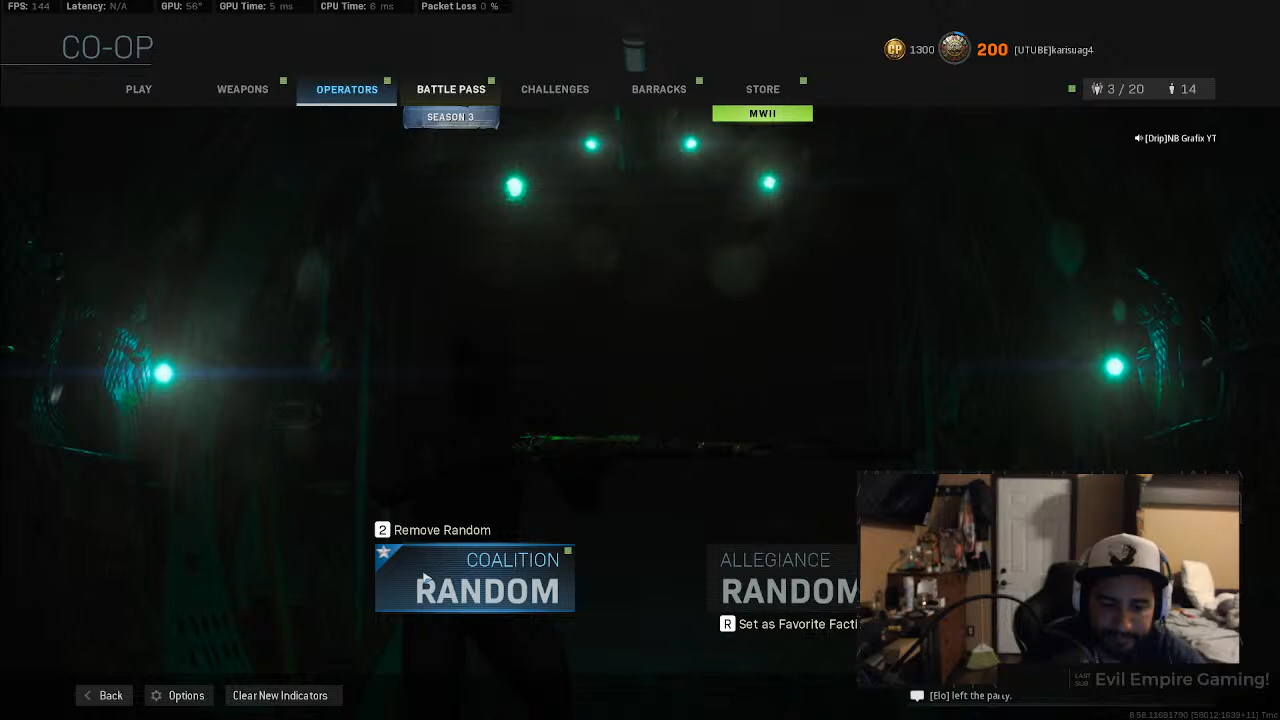 FPS: 144 Latency: N/A GPU: 56° GPU Time: 5 ms CPU Time: 6 ms Packet Loss 0 %
CO-OP
CP 1300 200 [UTUBE]karisuag4
PLAY WEAPONS OPERATORS BATTLE PASS CHALLENGES BARRACKS STORE 3 / 20 14
SEASON 3 MWII
[Drip]NB Grafix YT
2 Remove Random
COALITION
RANDOM
ALLEGIANCE
RANDOM
R Set as Favorite Facti
LAST SUB Evil Empire Gaming!
Back Options Clear New Indicators [Elo] left the party.